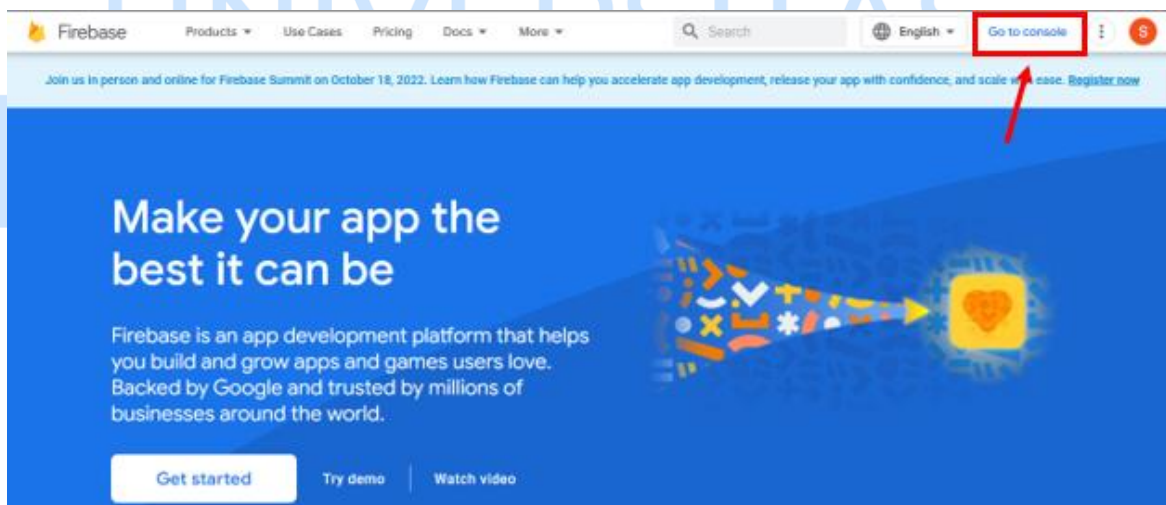 Firebase Products Use Cases Pricing Docs More Search English Go to console S
Join us in person and online for Firebase Summit on October 18, 2022. Learn how Firebase can help you accelerate app development, release your app with confidence, and scale with ease. Register now
Make your app the
best it can be
Firebase is an app development platform that helps
you build and grow apps and games users love.
Backed by Google and trusted by millions of
businesses around the world.
Get started Try demo Watch video